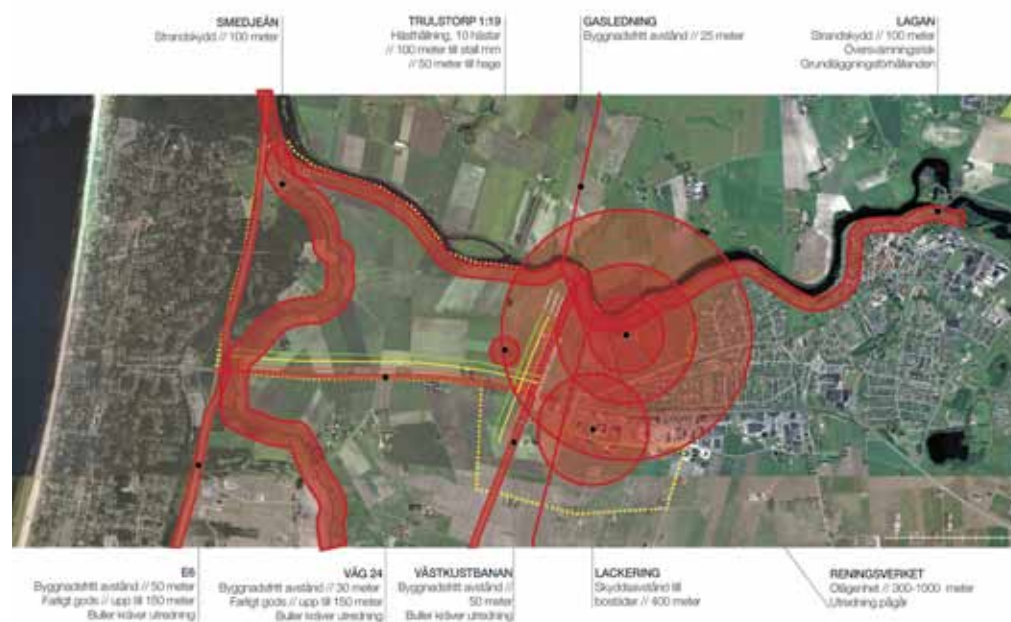 SMEDJEÅN
Strandskydd // 100 meter
TRULSTORP 1:19
Hästhållning, 10 hästar
// 100 meter till stall mm
// 50 meter till hage
GASLEDNING
Byggnadsfritt avstånd // 25 meter
LAGAN
Strandskydd // 100 meter
Översvämningsrisk
Grundläggningsförhållanden
E6
Byggnadsfritt avstånd // 50 meter
Farligt gods // upp till 150 meter
Buller kräver utredning
VÄG 24
Byggnadsfritt avstånd // 30 meter
Farligt gods // upp till 150 meter
Buller kräver utredning
VÄSTKUSTBANAN
Byggnadsfritt avstånd //
50 meter
Buller kräver utredning
LACKERING
Skyddsavstånd till
bostäder // 400 meter
RENINGSVERKET
Olägenhet // 300-1000 meter
Utredning pågår